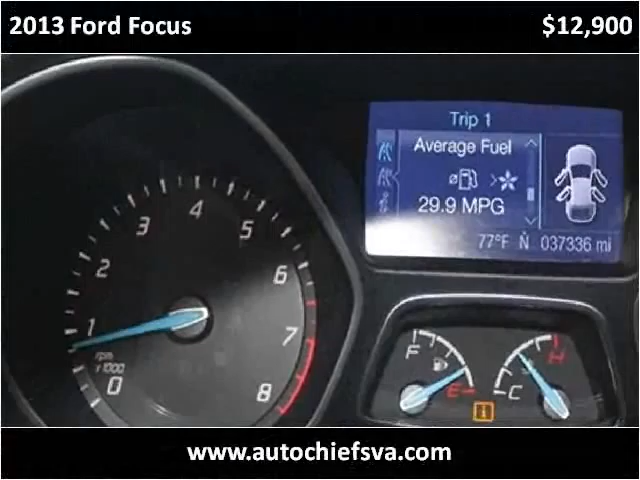 2013 Ford Focus
$12,900
Trip 1
Average Fuel
29.9 MPG
77°F N 037336 mi
0
1
2
3
4
5
6
7
8
rpm
x 1000
F
E
C
H
www.autochiefsva.com